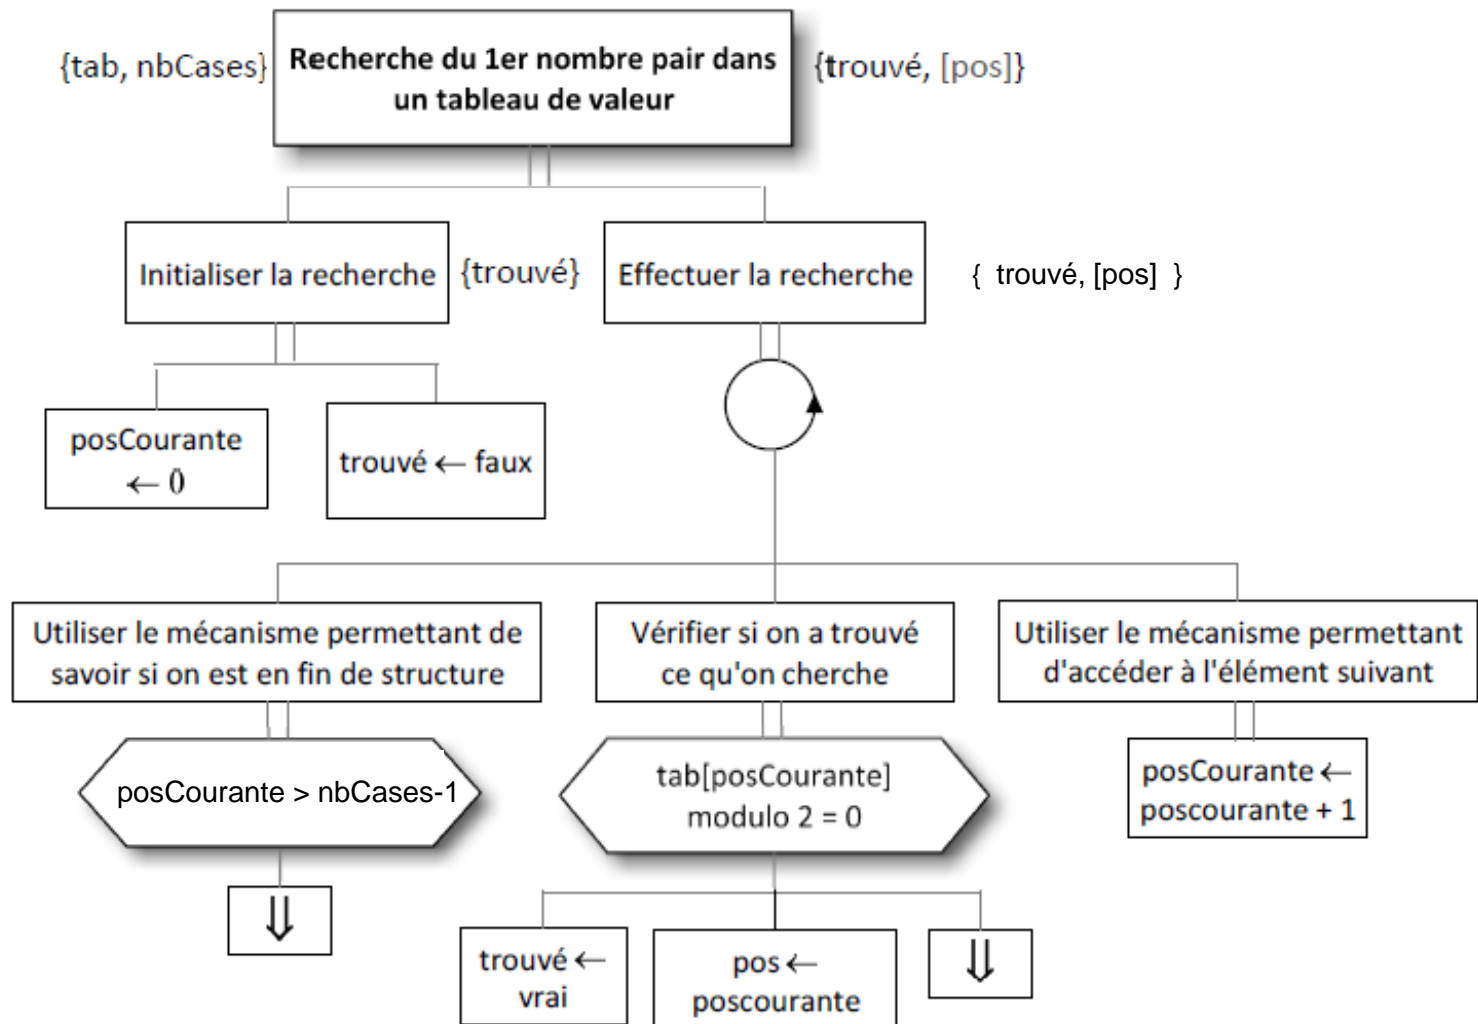 {tab, nbCases}
Recherche du 1er nombre pair dans
un tableau de valeur
{trouvé, [pos]}
Initialiser la recherche
{trouvé}
Effectuer la recherche
{ trouvé, [pos] }
posCourante
← 0
trouvé ← faux
Utiliser le mécanisme permettant de
savoir si on est en fin de structure
Vérifier si on a trouvé
ce qu'on cherche
Utiliser le mécanisme permettant
d'accéder à l'élément suivant
posCourante > nbCases-1
tab[posCourante]
modulo 2 = 0
posCourante ←
poscourante + 1
⇓
trouvé ←
vrai
pos ←
poscourante
⇓